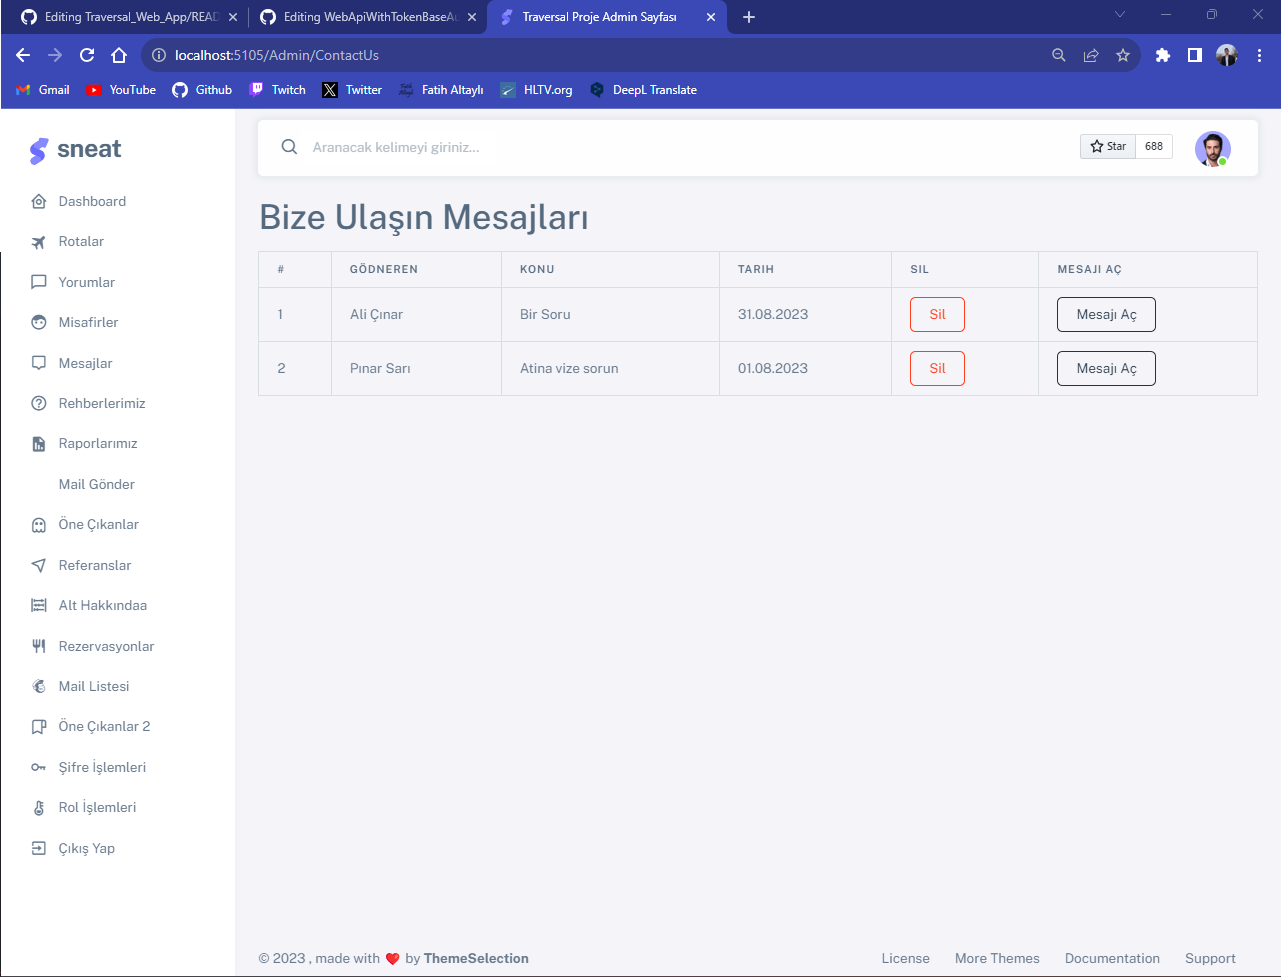 Editing Traversal_Web_App/READ
Editing WebApiWithTokenBaseAu
Traversal Proje Admin Sayfası
localhost:5105/Admin/ContactUs
Gmail YouTube Github Twitch Twitter Fatih Altaylı HLTV.org DeepL Translate
sneat
Aranacak kelimeyi giriniz...
Star 688
Dashboard
Rotalar
Yorumlar
Misafirler
Mesajlar
Rehberlerimiz
Raporlarımız
Mail Gönder
Öne Çıkanlar
Referanslar
Alt Hakkındaa
Rezervasyonlar
Mail Listesi
Öne Çıkanlar 2
Şifre İşlemleri
Rol İşlemleri
Çıkış Yap
Bize Ulaşın Mesajları
# GÖDNEREN KONU TARIH SIL MESAJI AÇ
1 Ali Çınar Bir Soru 31.08.2023 Sil Mesajı Aç
2 Pınar Sarı Atina vize sorun 01.08.2023 Sil Mesajı Aç
© 2023 , made with ❤️ by ThemeSelection
License More Themes Documentation Support